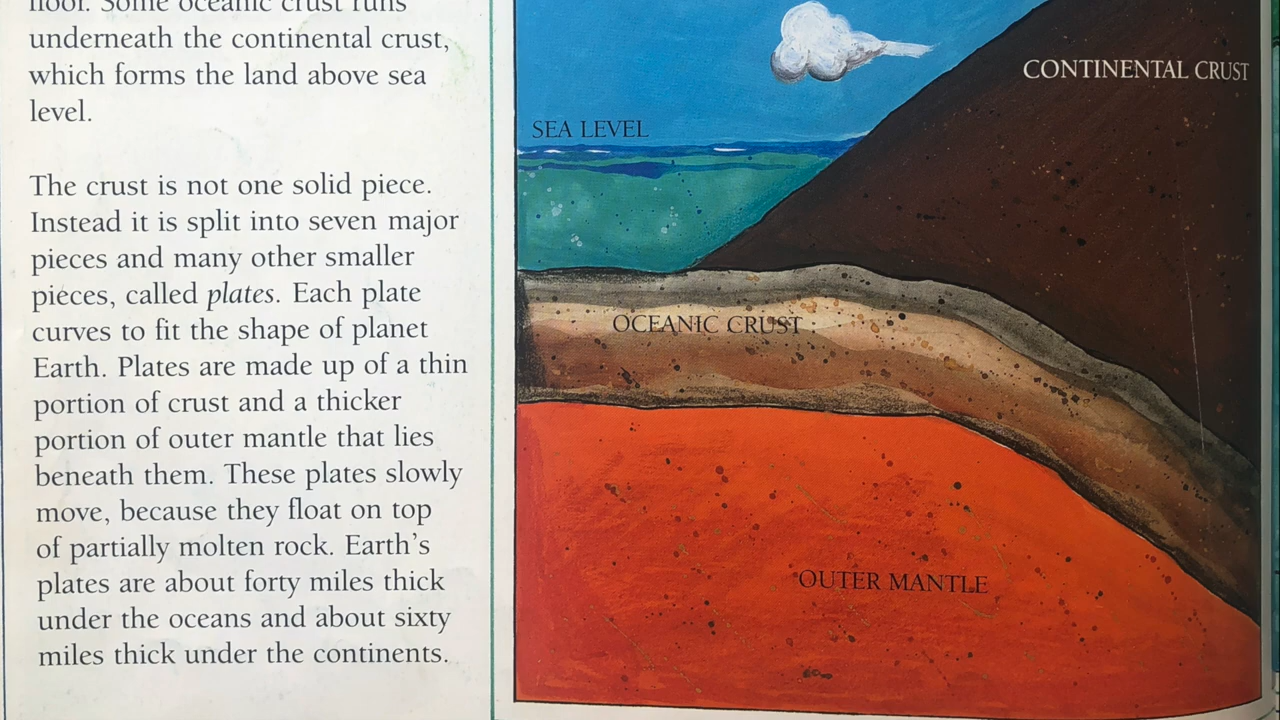 floor. Some oceanic crust runs
underneath the continental crust,
which forms the land above sea
level.
The crust is not one solid piece.
Instead it is split into seven major
pieces and many other smaller
pieces, called plates. Each plate
curves to fit the shape of planet
Earth. Plates are made up of a thin
portion of crust and a thicker
portion of outer mantle that lies
beneath them. These plates slowly
move, because they float on top
of partially molten rock. Earth's
plates are about forty miles thick
under the oceans and about sixty
miles thick under the continents.
CONTINENTAL CRUST
SEA LEVEL
OCEANIC CRUST
OUTER MANTLE